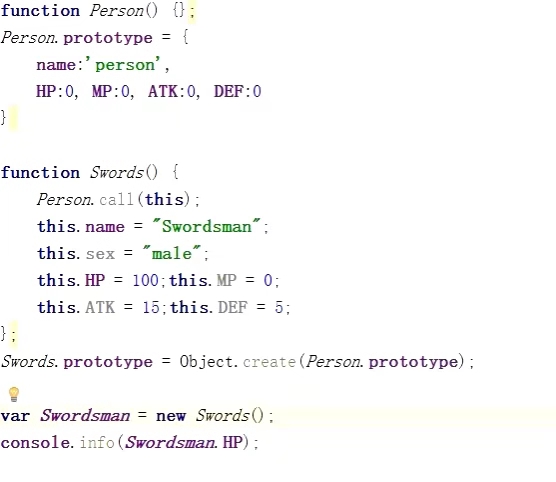 function Person() {};
Person.prototype = {
    name:'person',
    HP:0, MP:0, ATK:0, DEF:0
}
function Swords() {
    Person.call(this);
    this.name = "Swordsman";
    this.sex = "male";
    this.HP = 100;this.MP = 0;
    this.ATK = 15;this.DEF = 5;
};
Swords.prototype = Object.create(Person.prototype);
var Swordsman = new Swords();
console.info(Swordsman.HP);